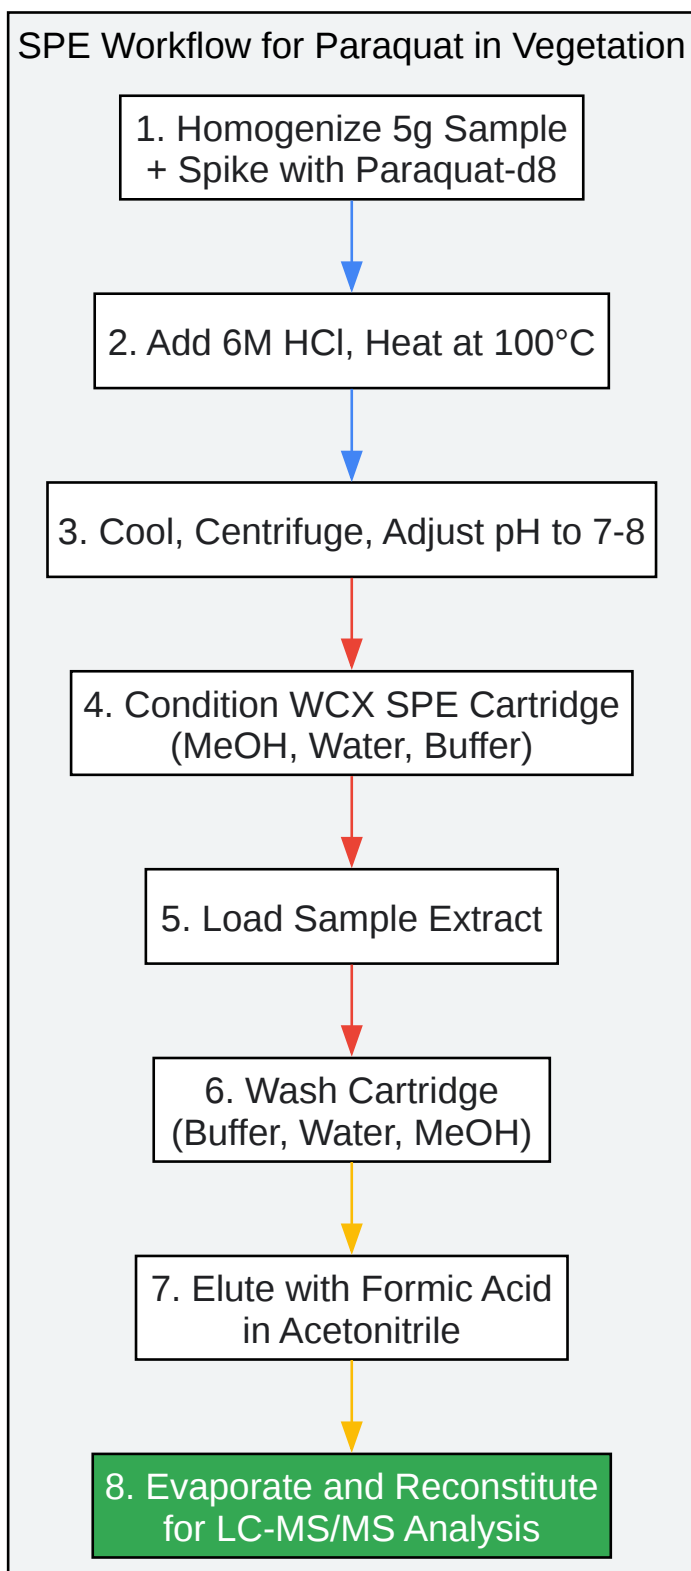 SPE Workflow for Paraquat in Vegetation
1. Homogenize 5g Sample
+ Spike with Paraquat-d8
2. Add 6M HCl, Heat at 100°C
3. Cool, Centrifuge, Adjust pH to 7-8
4. Condition WCX SPE Cartridge
(MeOH, Water, Buffer)
5. Load Sample Extract
6. Wash Cartridge
(Buffer, Water, MeOH)
7. Elute with Formic Acid
in Acetonitrile
8. Evaporate and Reconstitute
for LC-MS/MS Analysis